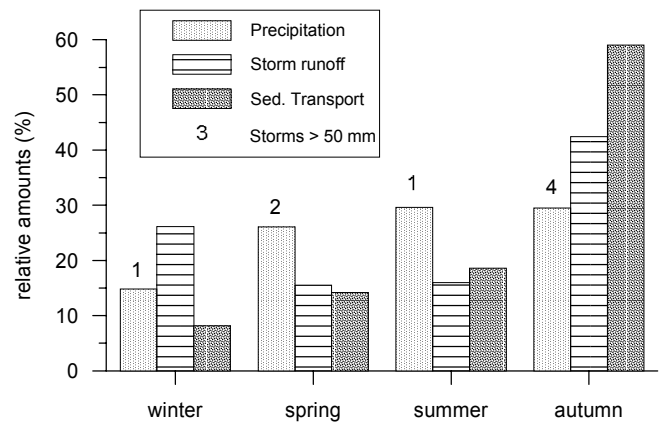 relative amounts (%)
60
50
40
30
20
10
0
Precipitation
Storm runoff
Sed. Transport
3 Storms > 50 mm
1
2
1
4
winter spring summer autumn